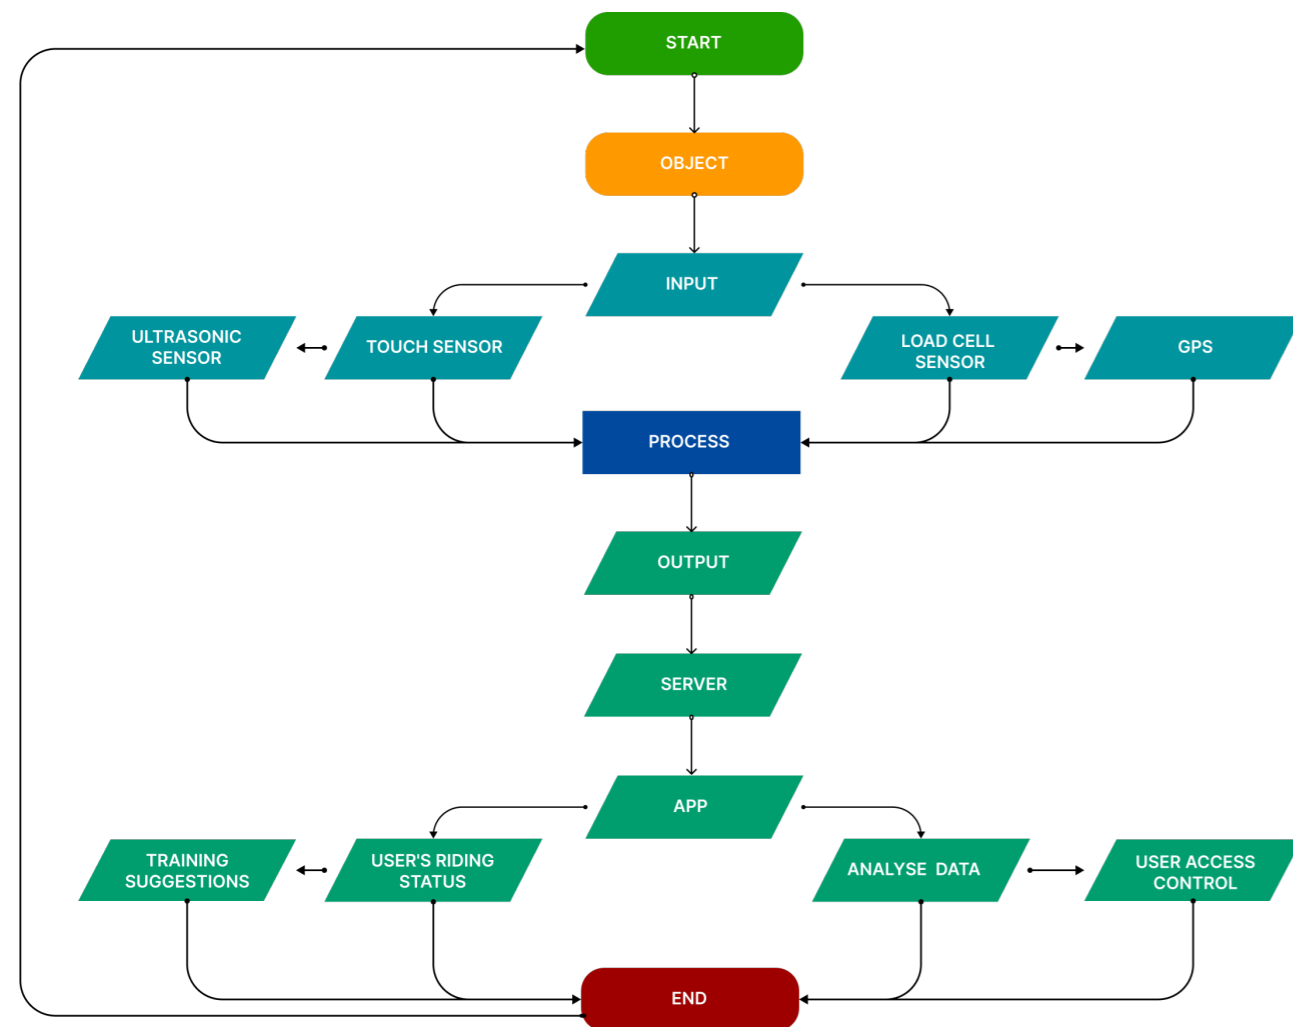 START
OBJECT
INPUT
ULTRASONIC
SENSOR
TOUCH SENSOR
LOAD CELL
SENSOR
GPS
PROCESS
OUTPUT
SERVER
APP
TRAINING
SUGGESTIONS
USER'S RIDING
STATUS
ANALYSE DATA
USER ACCESS
CONTROL
END